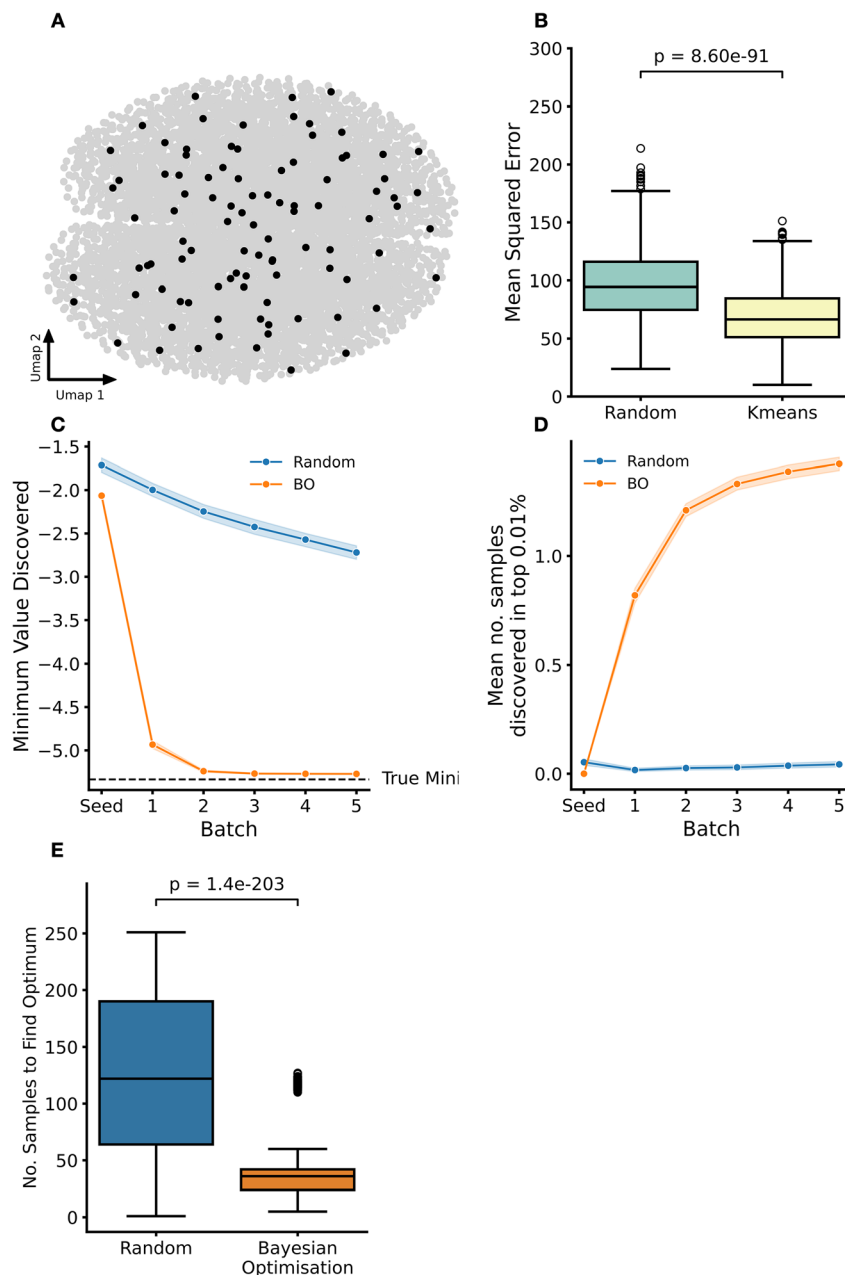 A
Umap 2
Umap 1
B
p = 8.60e-91
Mean Squared Error
300
250
200
150
100
50
0
Random
Kmeans
C
Minimum Value Discovered
−1.5
−2.0
−2.5
−3.0
−3.5
−4.0
−4.5
−5.0
Random
BO
True Mini
Seed
1
2
3
4
5
Batch
D
Mean no. samples
discovered in top 0.01%
1.0
0.5
0.0
Random
BO
Seed
1
2
3
4
5
Batch
E
p = 1.4e-203
No. Samples to Find Optimum
250
200
150
100
50
0
Random
Bayesian
Optimisation